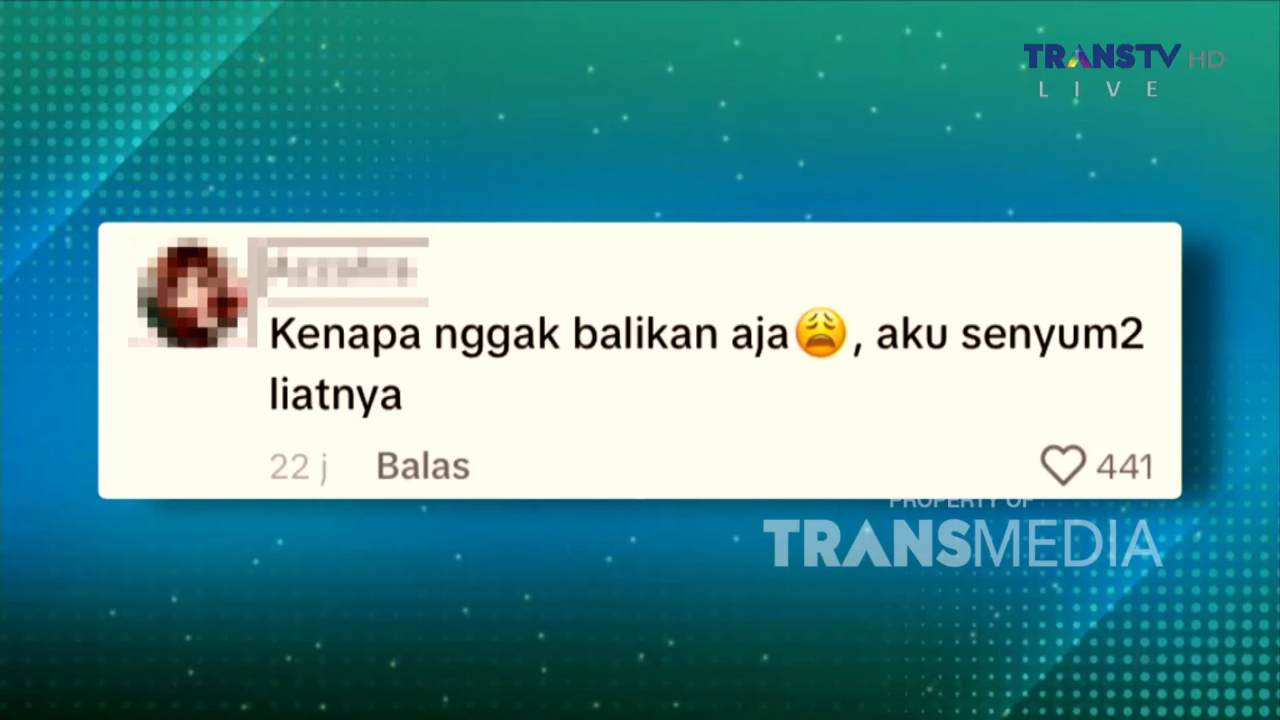 TRANSTV HD
LIVE
Kenapa nggak balikan aja😩, aku senyum2
liatnya
22 j Balas 441
PROPERTY OF
TRANSMEDIA